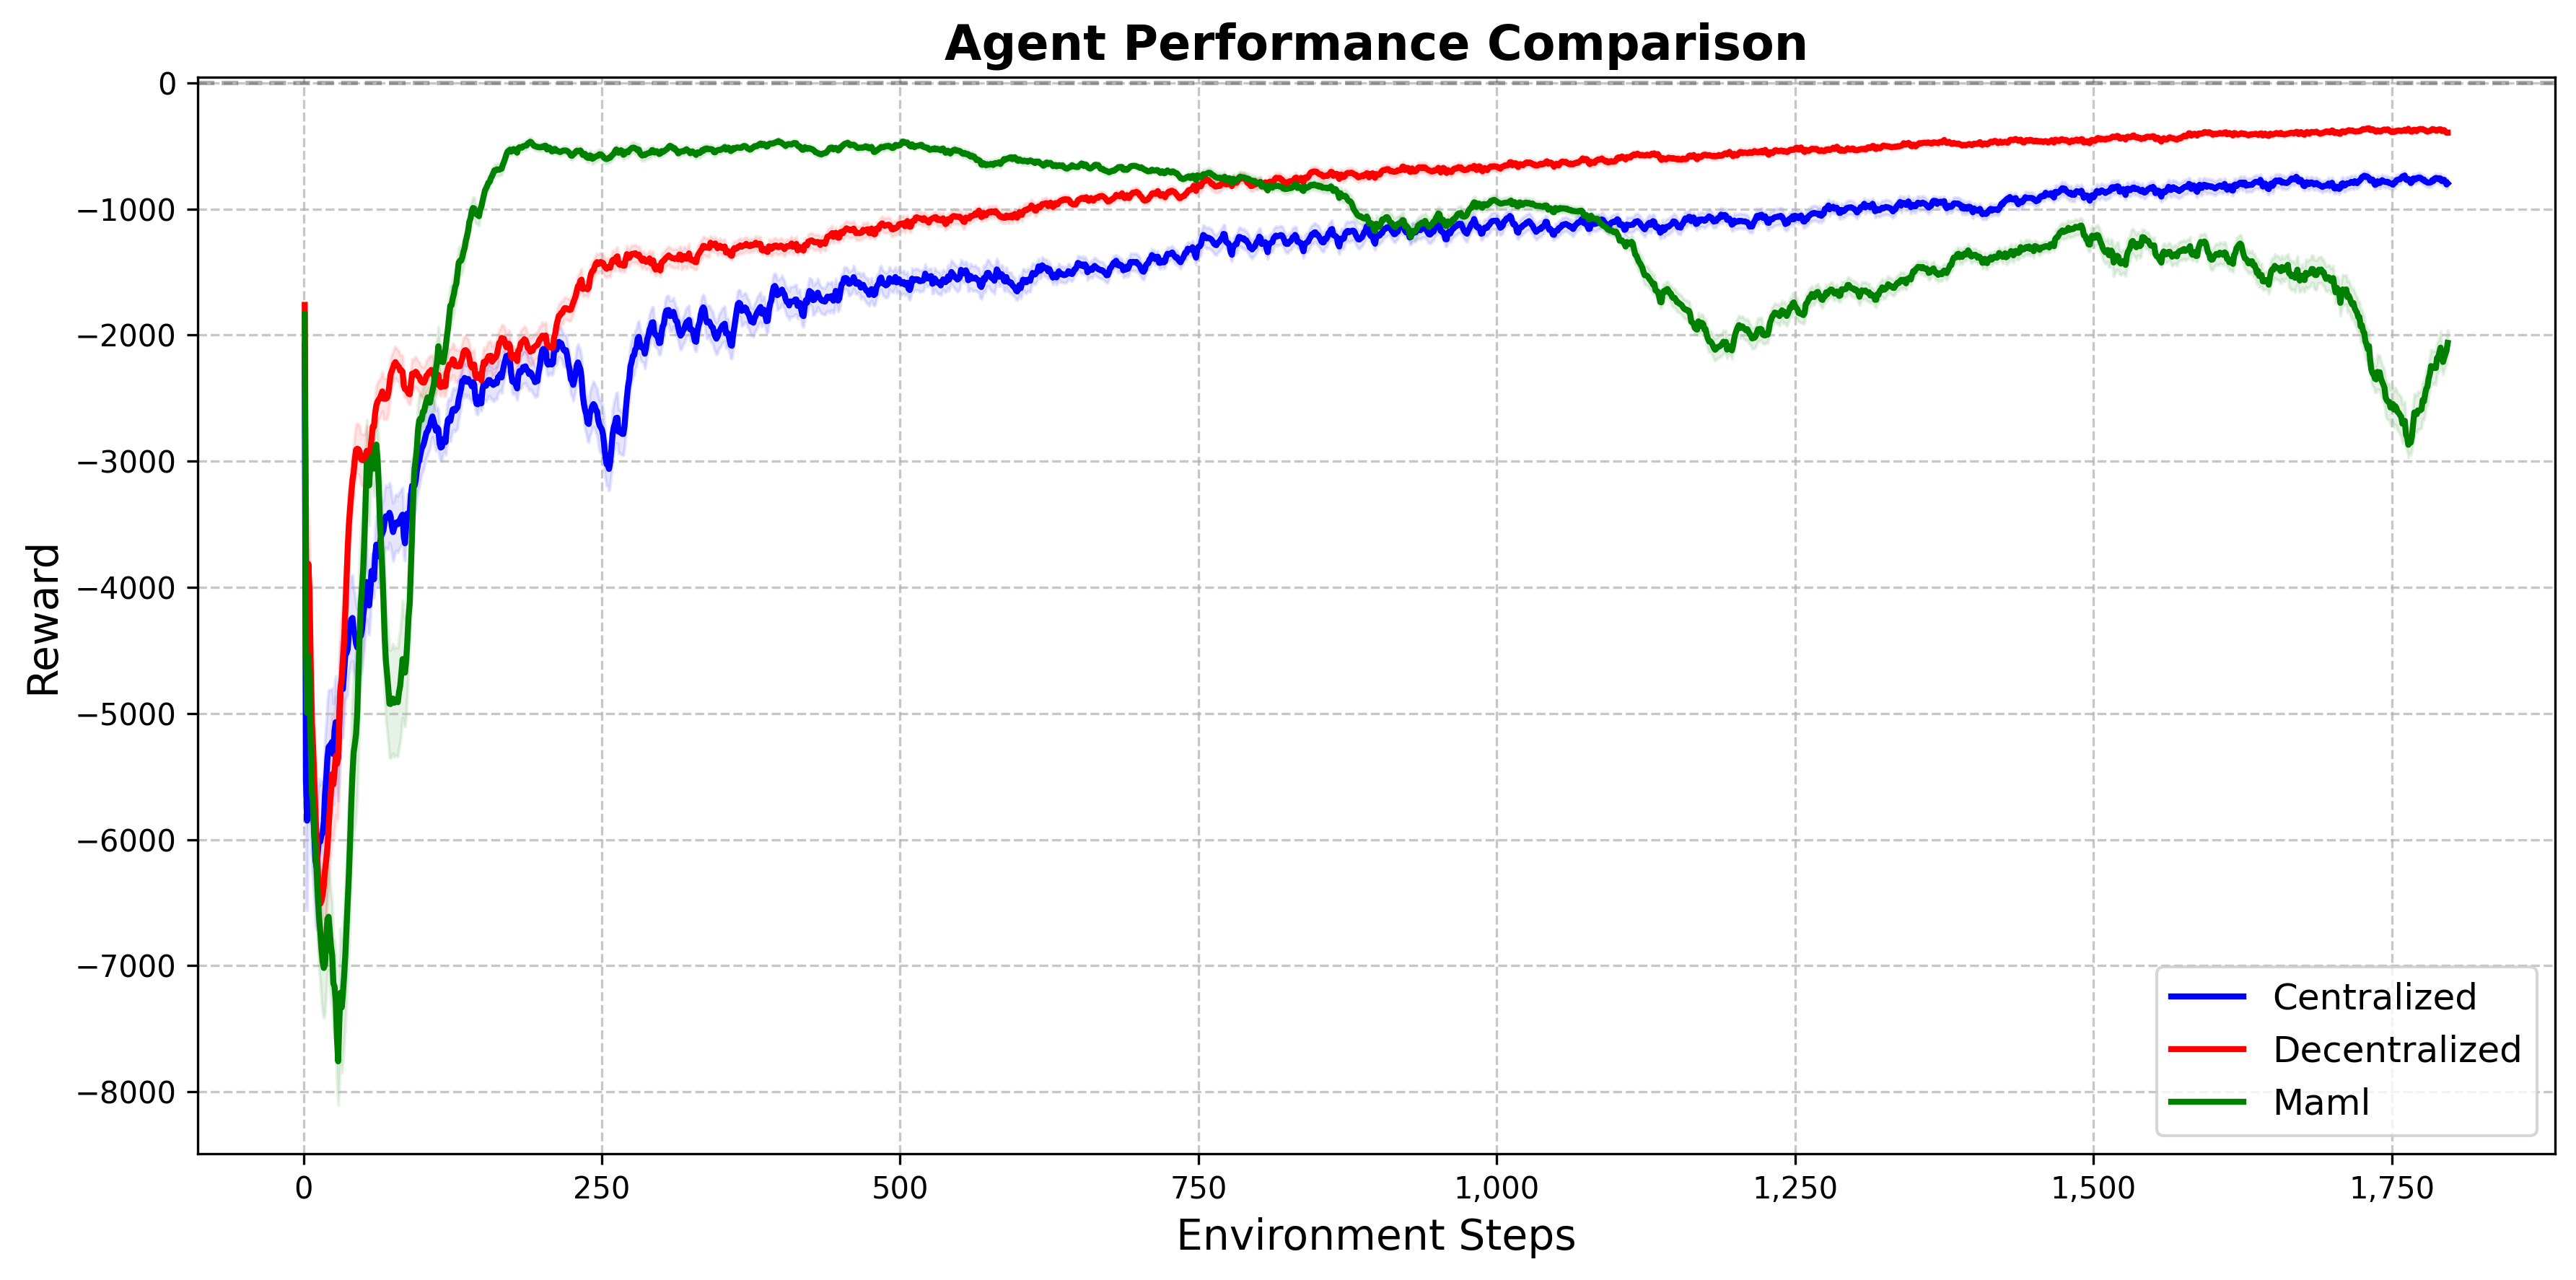 Agent Performance Comparison
Reward
0
−1000
−2000
−3000
−4000
−5000
−6000
−7000
−8000
0
250
500
750
1,000
1,250
1,500
1,750
Environment Steps
Centralized
Decentralized
Maml